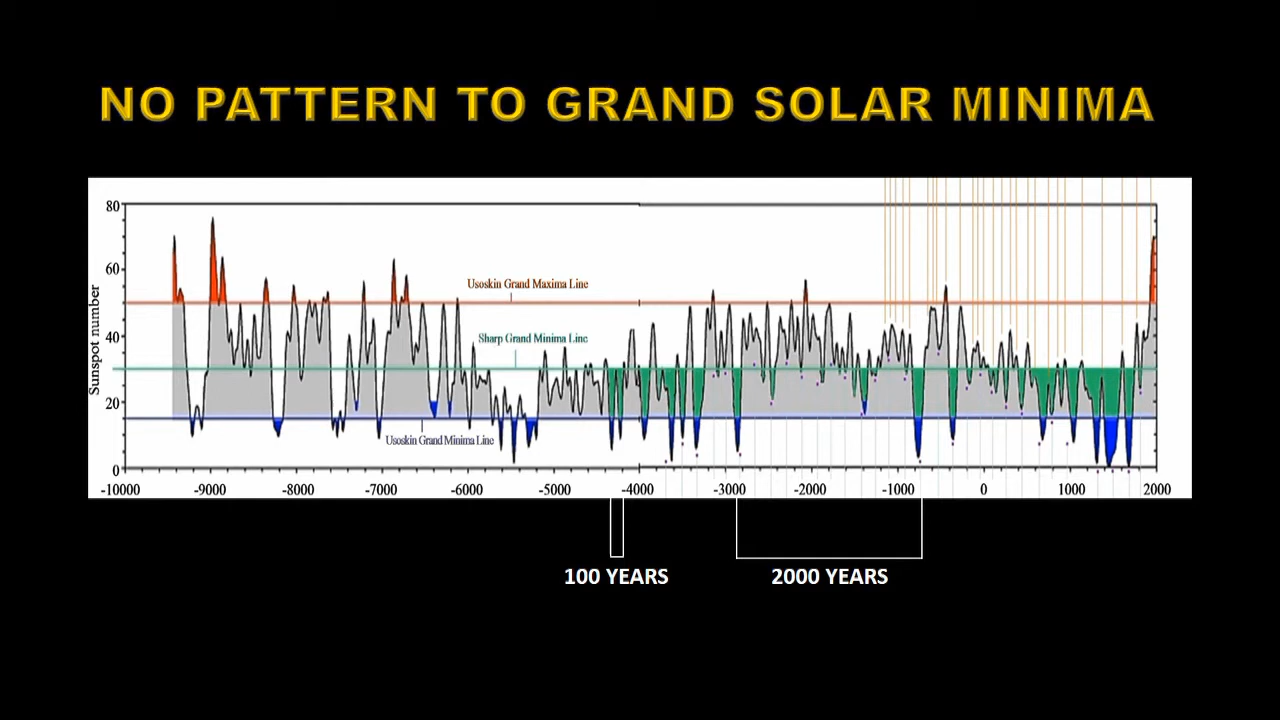 NO PATTERN TO GRAND SOLAR MINIMA
80
60
40
20
0
Sunspot number
Usoskin Grand Maxima Line
Sharp Grand Minima Line
Usoskin Grand Minima Line
-10000 -9000 -8000 -7000 -6000 -5000 -4000 -3000 -2000 -1000 0 1000 2000
100 YEARS
2000 YEARS